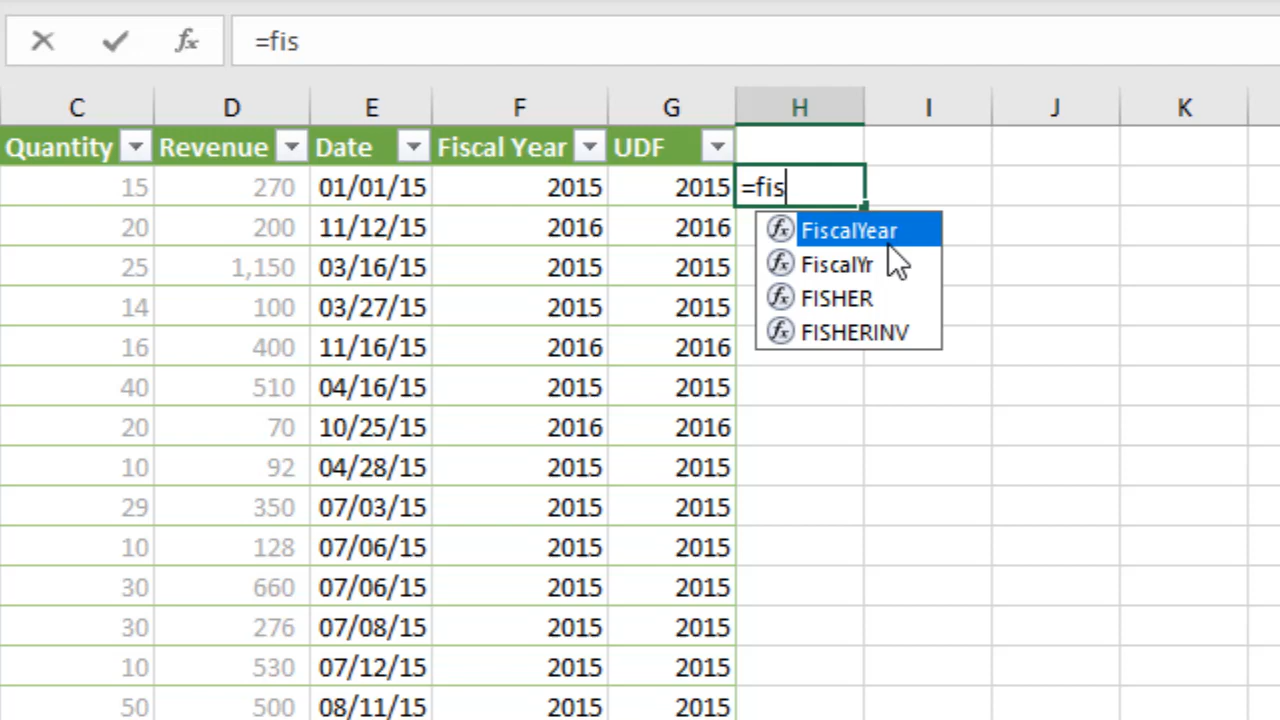 =fis
C D E F G H I J K
Quantity Revenue Date Fiscal Year UDF
15 270 01/01/15 2015 2015 =fis
20 200 11/12/15 2016 2016
FiscalYear
25 1,150 03/16/15 2015 2015
FiscalYr
14 100 03/27/15 2015 2015
FISHER
16 400 11/16/15 2016 2016
FISHERINV
40 510 04/16/15 2015 2015
20 70 10/25/15 2016 2016
10 92 04/28/15 2015 2015
29 350 07/03/15 2015 2015
10 128 07/06/15 2015 2015
30 660 07/06/15 2015 2015
30 276 07/08/15 2015 2015
10 530 07/12/15 2015 2015
50 500 08/11/15 2015 2015